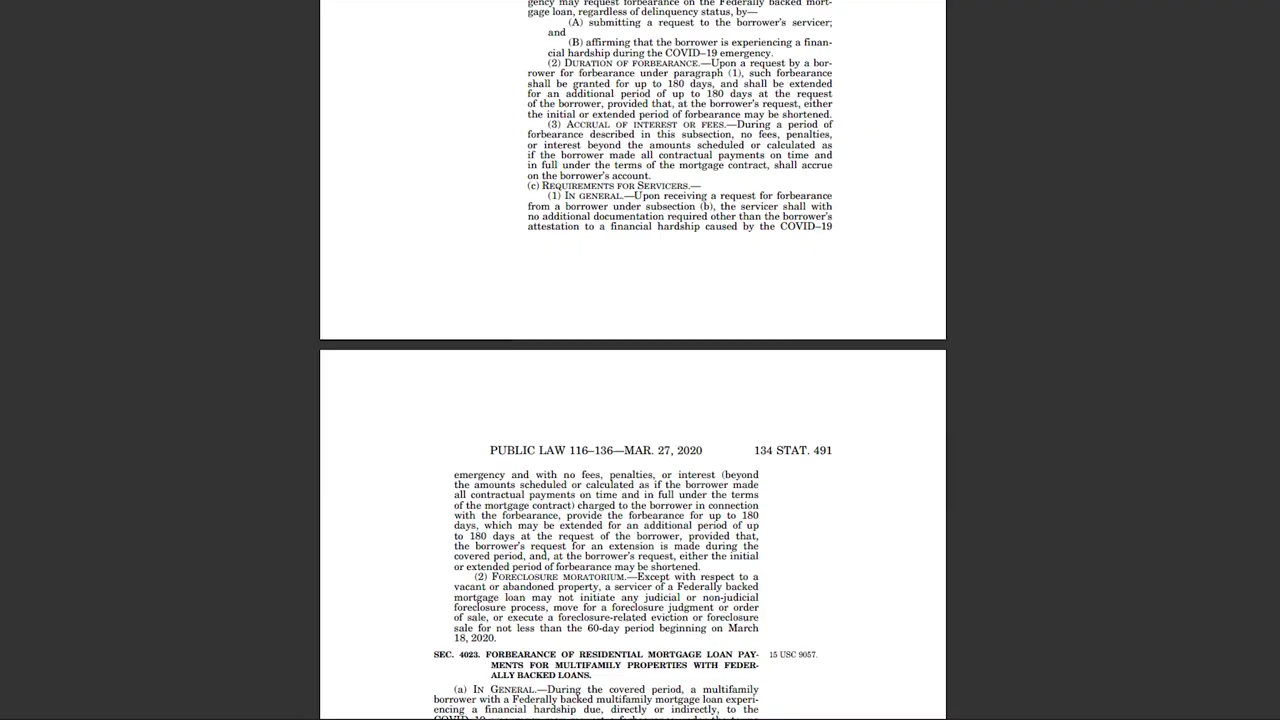 gency may request forbearance on the Federally backed mort-
gage loan, regardless of delinquency status, by—
(A) submitting a request to the borrower's servicer;
and
(B) affirming that the borrower is experiencing a finan-
cial hardship during the COVID–19 emergency.
(2) DURATION OF FORBEARANCE.—Upon a request by a bor-
rower for forbearance under paragraph (1), such forbearance
shall be granted for up to 180 days, and shall be extended
for an additional period of up to 180 days at the request
of the borrower, provided that, at the borrower's request, either
the initial or extended period of forbearance may be shortened.
(3) ACCRUAL OF INTEREST OR FEES.—During a period of
forbearance described in this subsection, no fees, penalties,
or interest beyond the amounts scheduled or calculated as
if the borrower made all contractual payments on time and
in full under the terms of the mortgage contract, shall accrue
on the borrower's account.
(c) REQUIREMENTS FOR SERVICERS.—
(1) IN GENERAL.—Upon receiving a request for forbearance
from a borrower under subsection (b), the servicer shall with
no additional documentation required other than the borrower's
attestation to a financial hardship caused by the COVID–19
PUBLIC LAW 116–136—MAR. 27, 2020 134 STAT. 491
emergency and with no fees, penalties, or interest (beyond
the amounts scheduled or calculated as if the borrower made
all contractual payments on time and in full under the terms
of the mortgage contract) charged to the borrower in connection
with the forbearance, provide the forbearance for up to 180
days, which may be extended for an additional period of up
to 180 days at the request of the borrower, provided that,
the borrower's request for an extension is made during the
covered period, and, at the borrower's request, either the initial
or extended period of forbearance may be shortened.
(2) FORECLOSURE MORATORIUM.—Except with respect to a
vacant or abandoned property, a servicer of a Federally backed
mortgage loan may not initiate any judicial or non-judicial
foreclosure process, move for a foreclosure judgment or order
of sale, or execute a foreclosure-related eviction or foreclosure
sale for not less than the 60-day period beginning on March
18, 2020.
SEC. 4023. FORBEARANCE OF RESIDENTIAL MORTGAGE LOAN PAY- 15 USC 9057.
MENTS FOR MULTIFAMILY PROPERTIES WITH FEDER-
ALLY BACKED LOANS.
(a) IN GENERAL.—During the covered period, a multifamily
borrower with a Federally backed multifamily mortgage loan experi-
encing a financial hardship due, directly or indirectly, to the